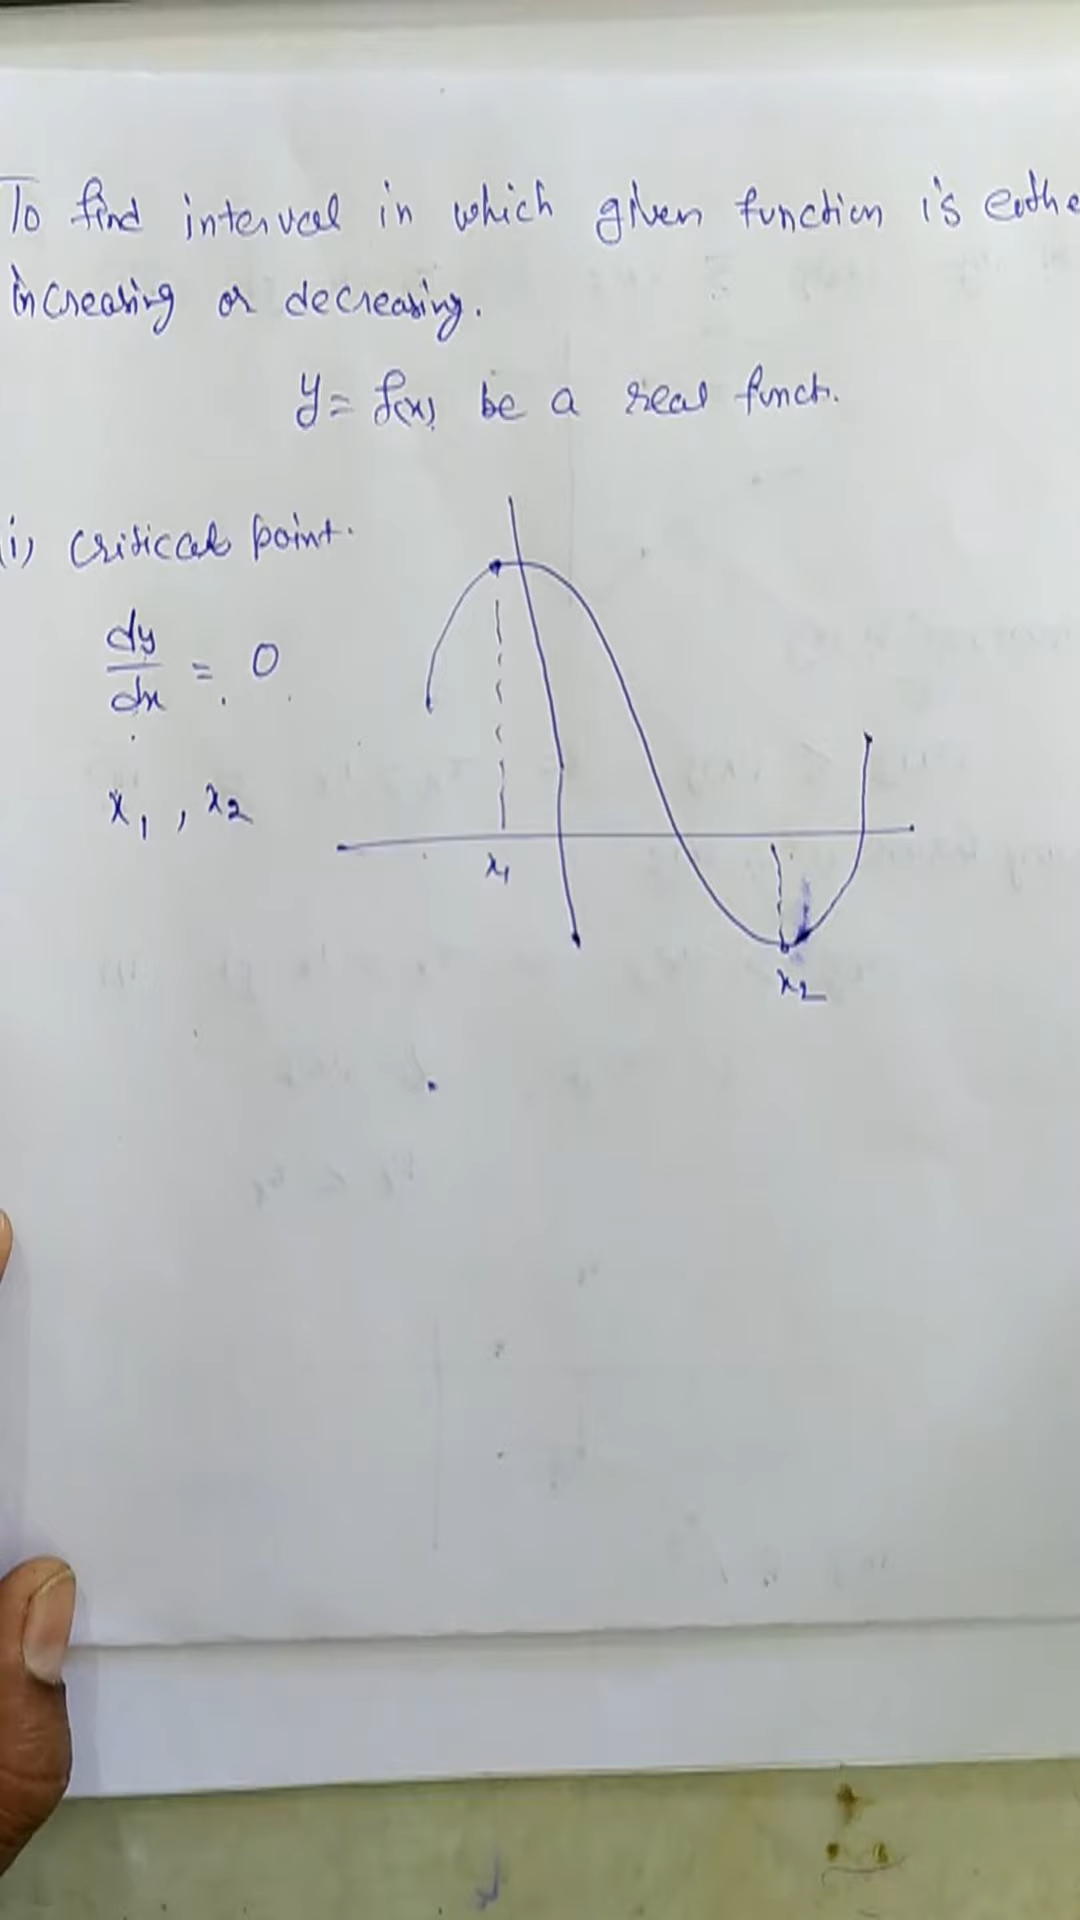 To find interval in which given function is eithe
increasing or decreasing.
y = f(x) be a real funct.
i) critical point.
dy/dx = 0
x₁ , x₂
x₁
x₂